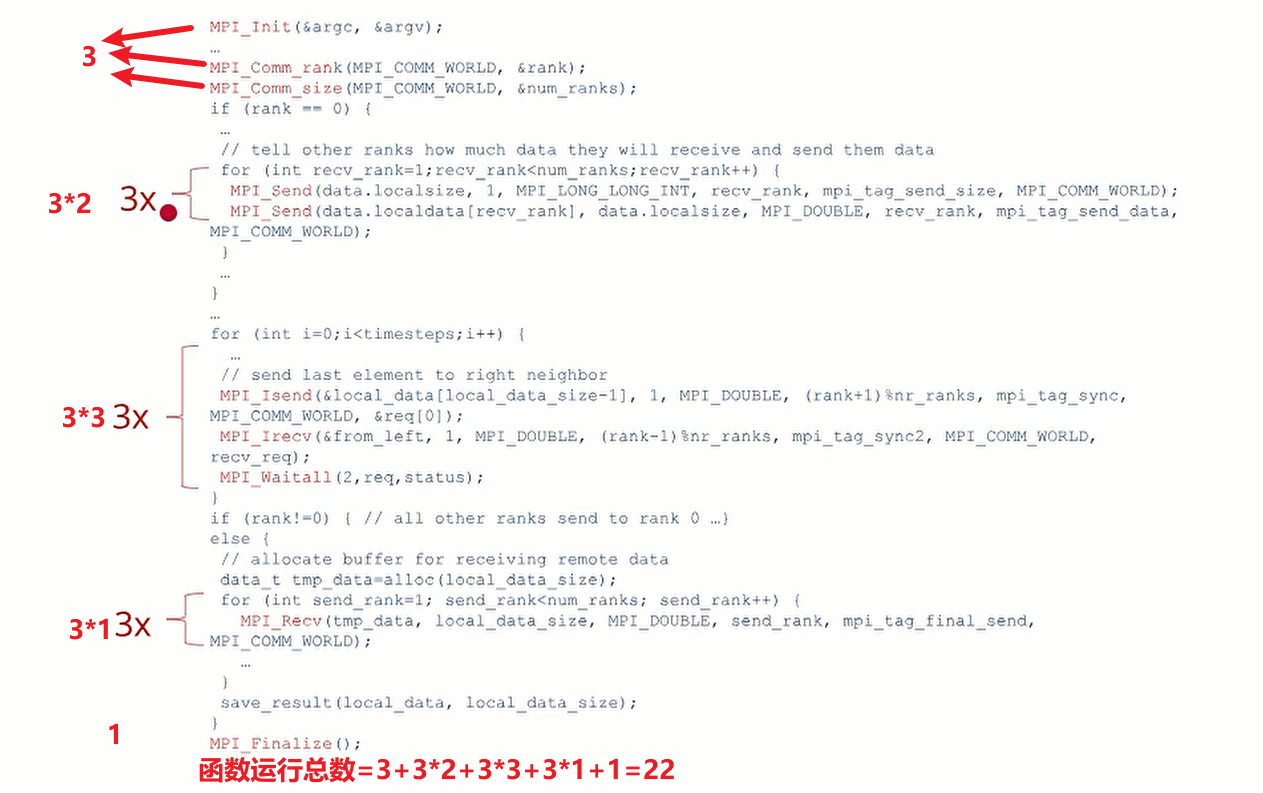 MPI_Init(&argc, &argv);
…
3
MPI_Comm_rank(MPI_COMM_WORLD, &rank);
MPI_Comm_size(MPI_COMM_WORLD, &num_ranks);
if (rank == 0) {
…
// tell other ranks how much data they will receive and send them data
for (int recv_rank=1;recv_rank<num_ranks;recv_rank++) {
3*2 3x MPI_Send(data.localsize, 1, MPI_LONG_LONG_INT, recv_rank, mpi_tag_send_size, MPI_COMM_WORLD);
MPI_Send(data.localdata[recv_rank], data.localsize, MPI_DOUBLE, recv_rank, mpi_tag_send_data,
MPI_COMM_WORLD);
}
…
}
…
for (int i=0;i<timesteps;i++) {
…
// send last element to right neighbor
MPI_Isend(&local_data[local_data_size-1], 1, MPI_DOUBLE, (rank+1)%nr_ranks, mpi_tag_sync,
3*3 3x MPI_COMM_WORLD, &req[0]);
MPI_Irecv(&from_left, 1, MPI_DOUBLE, (rank-1)%nr_ranks, mpi_tag_sync2, MPI_COMM_WORLD,
recv_req);
MPI_Waitall(2,req,status);
}
if (rank!=0) { // all other ranks send to rank 0 …}
else {
// allocate buffer for receiving remote data
data_t tmp_data=alloc(local_data_size);
for (int send_rank=1; send_rank<num_ranks; send_rank++) {
3*1 3x MPI_Recv(tmp_data, local_data_size, MPI_DOUBLE, send_rank, mpi_tag_final_send,
MPI_COMM_WORLD);
…
}
save_result(local_data, local_data_size);
}
1
MPI_Finalize();
函数运行总数=3+3*2+3*3+3*1+1=22